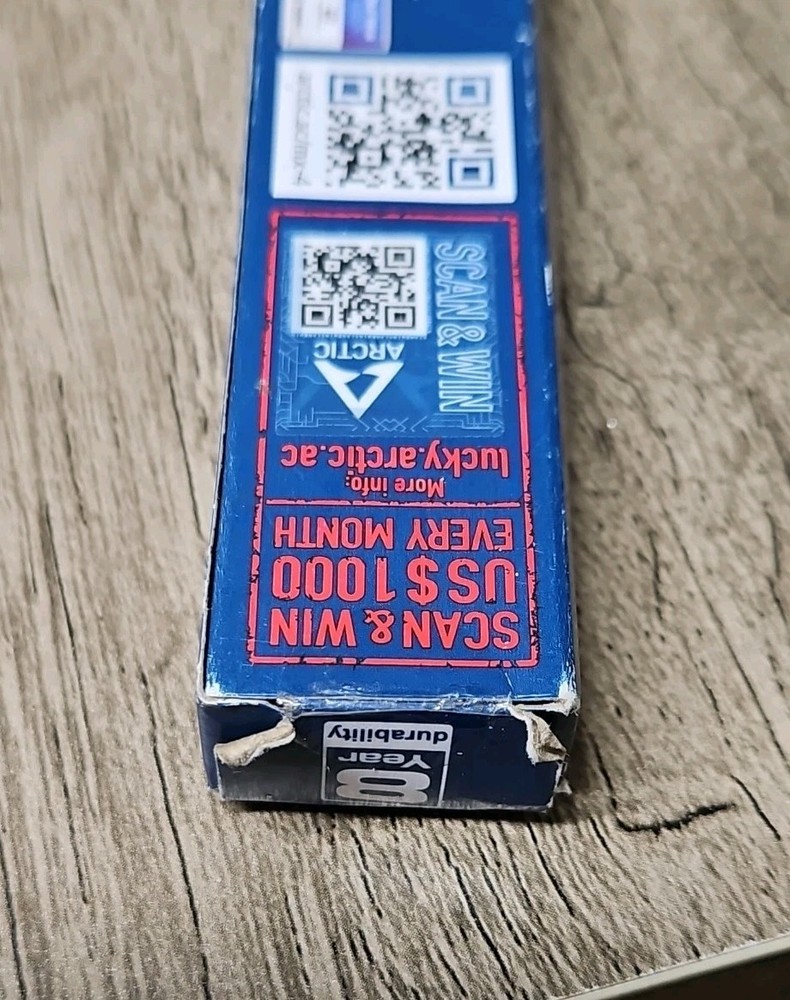 8
Year
durability
SCAN & WIN
US$1000
EVERY MONTH
More info:
lucky.arctic.ac
ARCTIC
SCAN & WIN